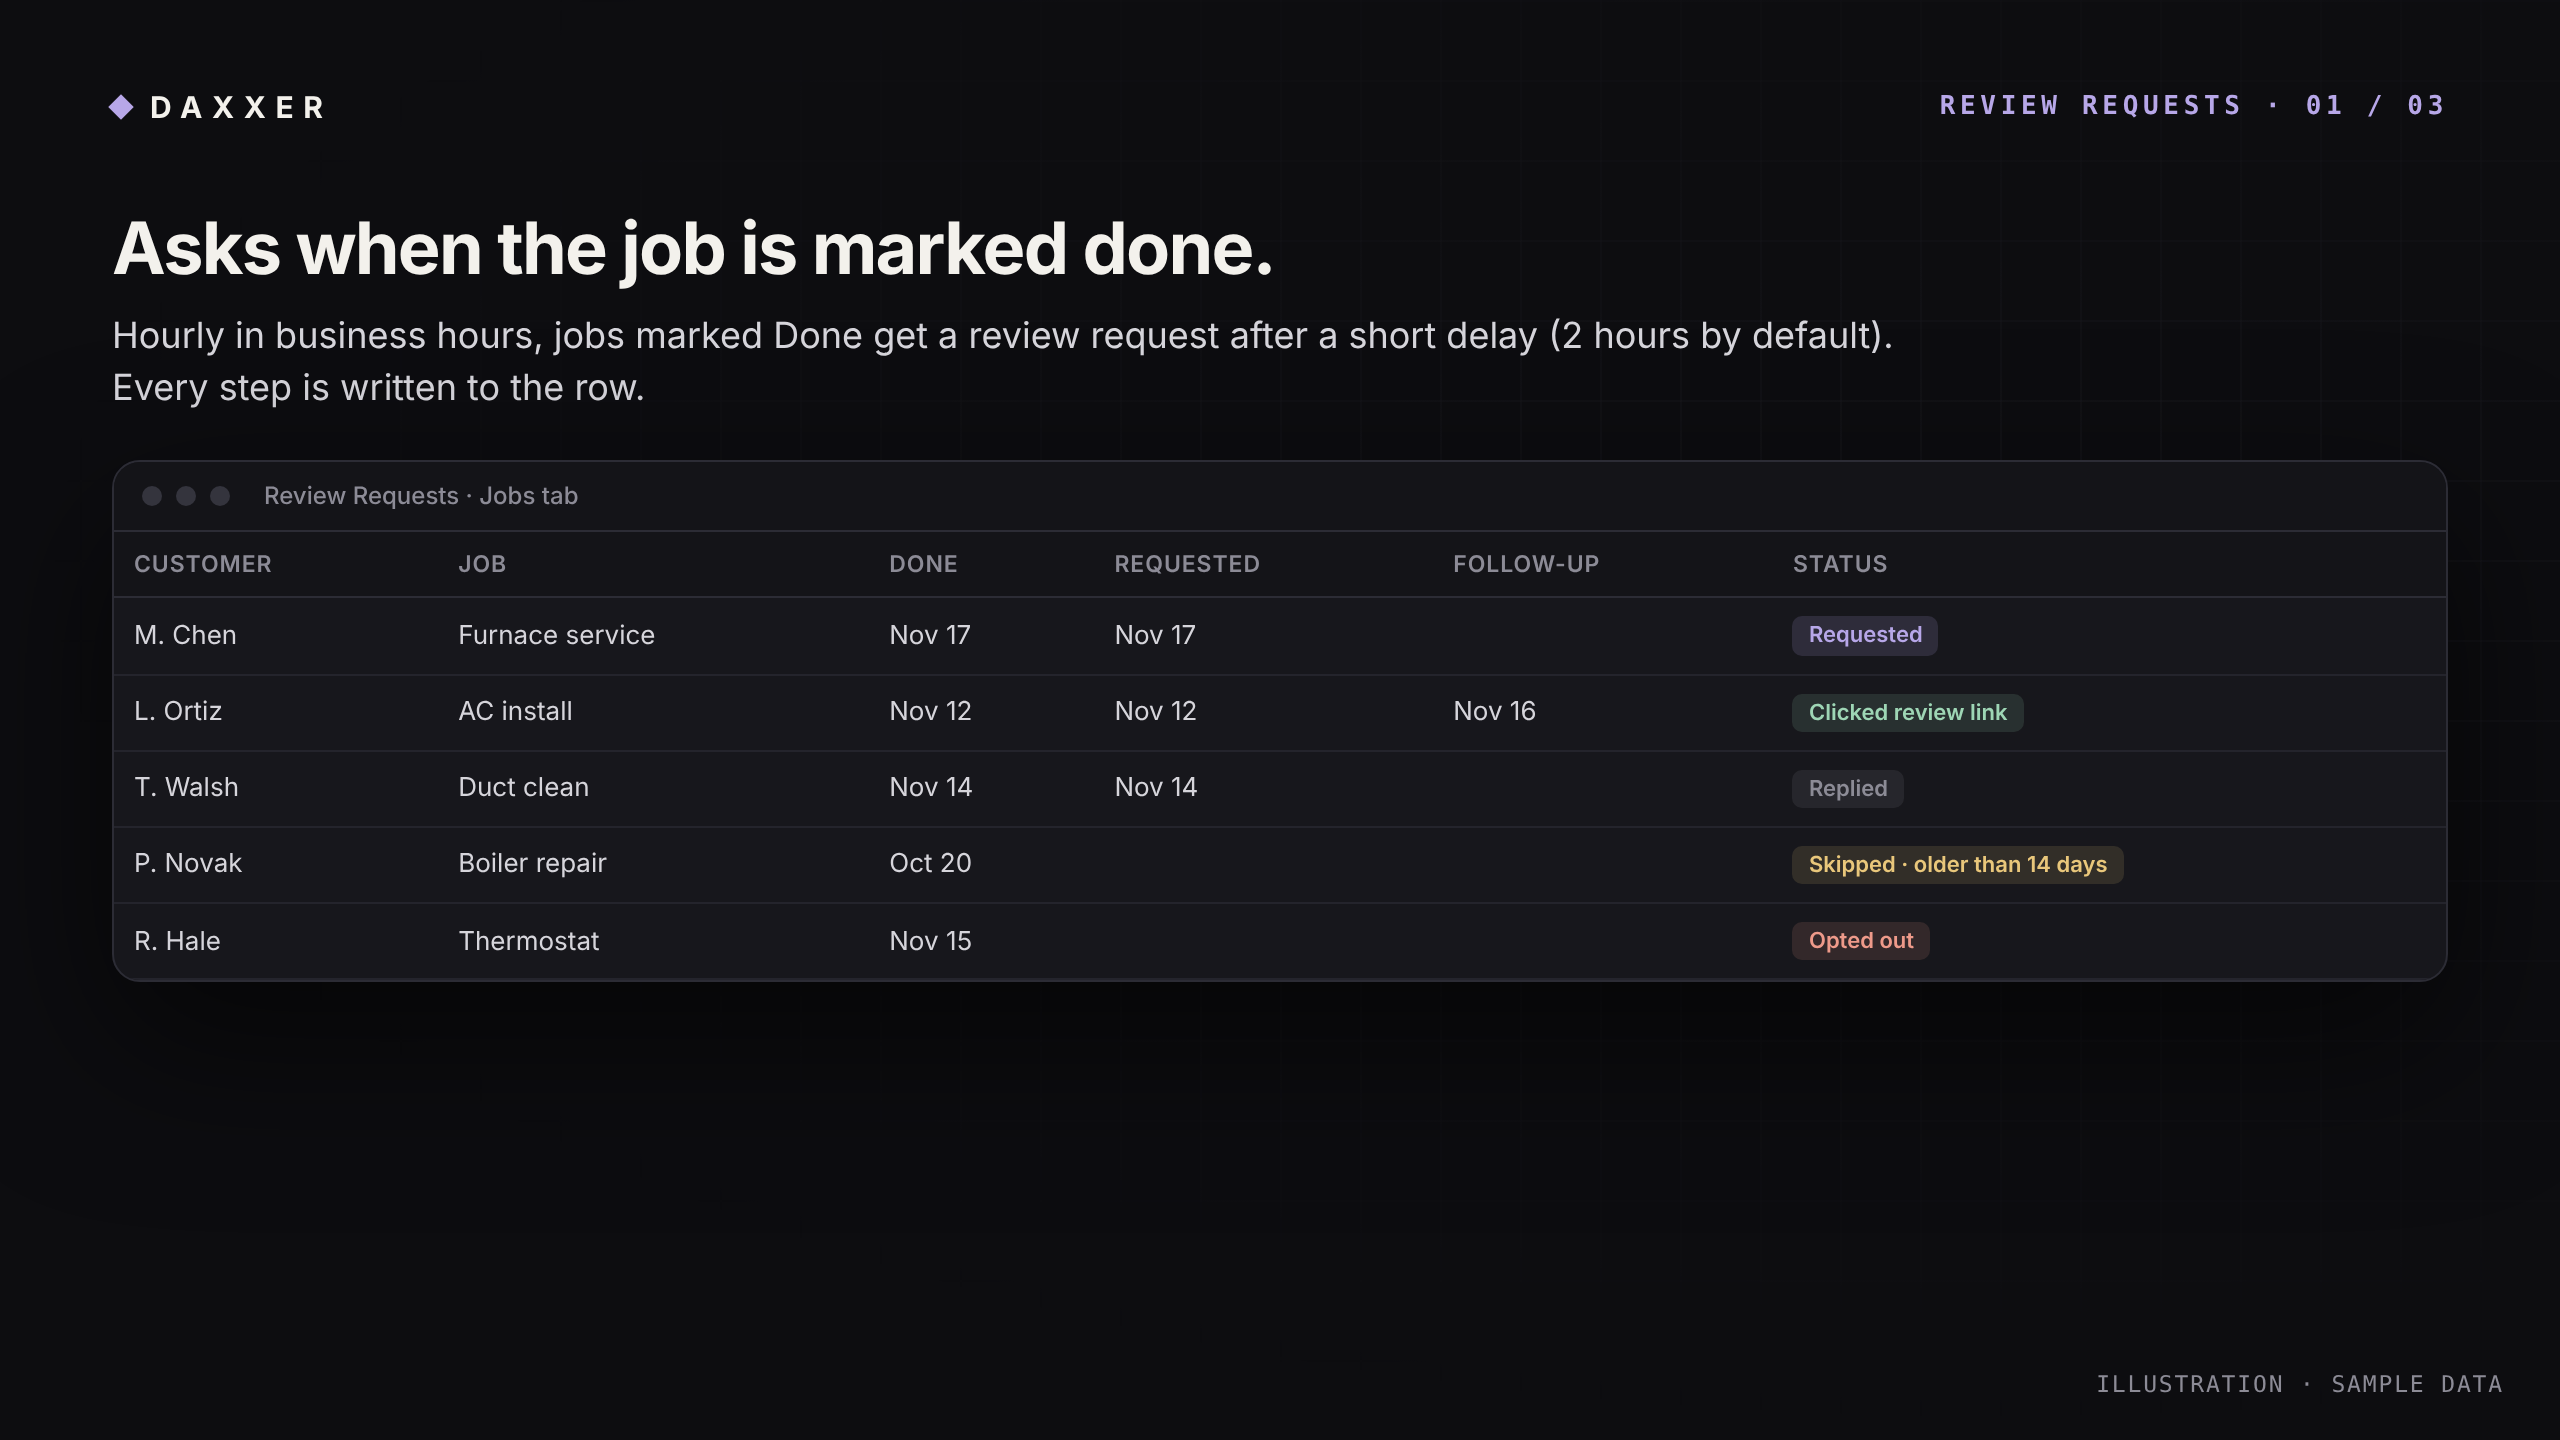 DAXXER
REVIEW REQUESTS · 01 / 03
Asks when the job is marked done.
Hourly in business hours, jobs marked Done get a review request after a short delay (2 hours by default).
Every step is written to the row.
Review Requests · Jobs tab
CUSTOMER JOB DONE REQUESTED FOLLOW-UP STATUS
M. Chen Furnace service Nov 17 Nov 17 Requested
L. Ortiz AC install Nov 12 Nov 12 Nov 16 Clicked review link
T. Walsh Duct clean Nov 14 Nov 14 Replied
P. Novak Boiler repair Oct 20 Skipped · older than 14 days
R. Hale Thermostat Nov 15 Opted out
ILLUSTRATION · SAMPLE DATA